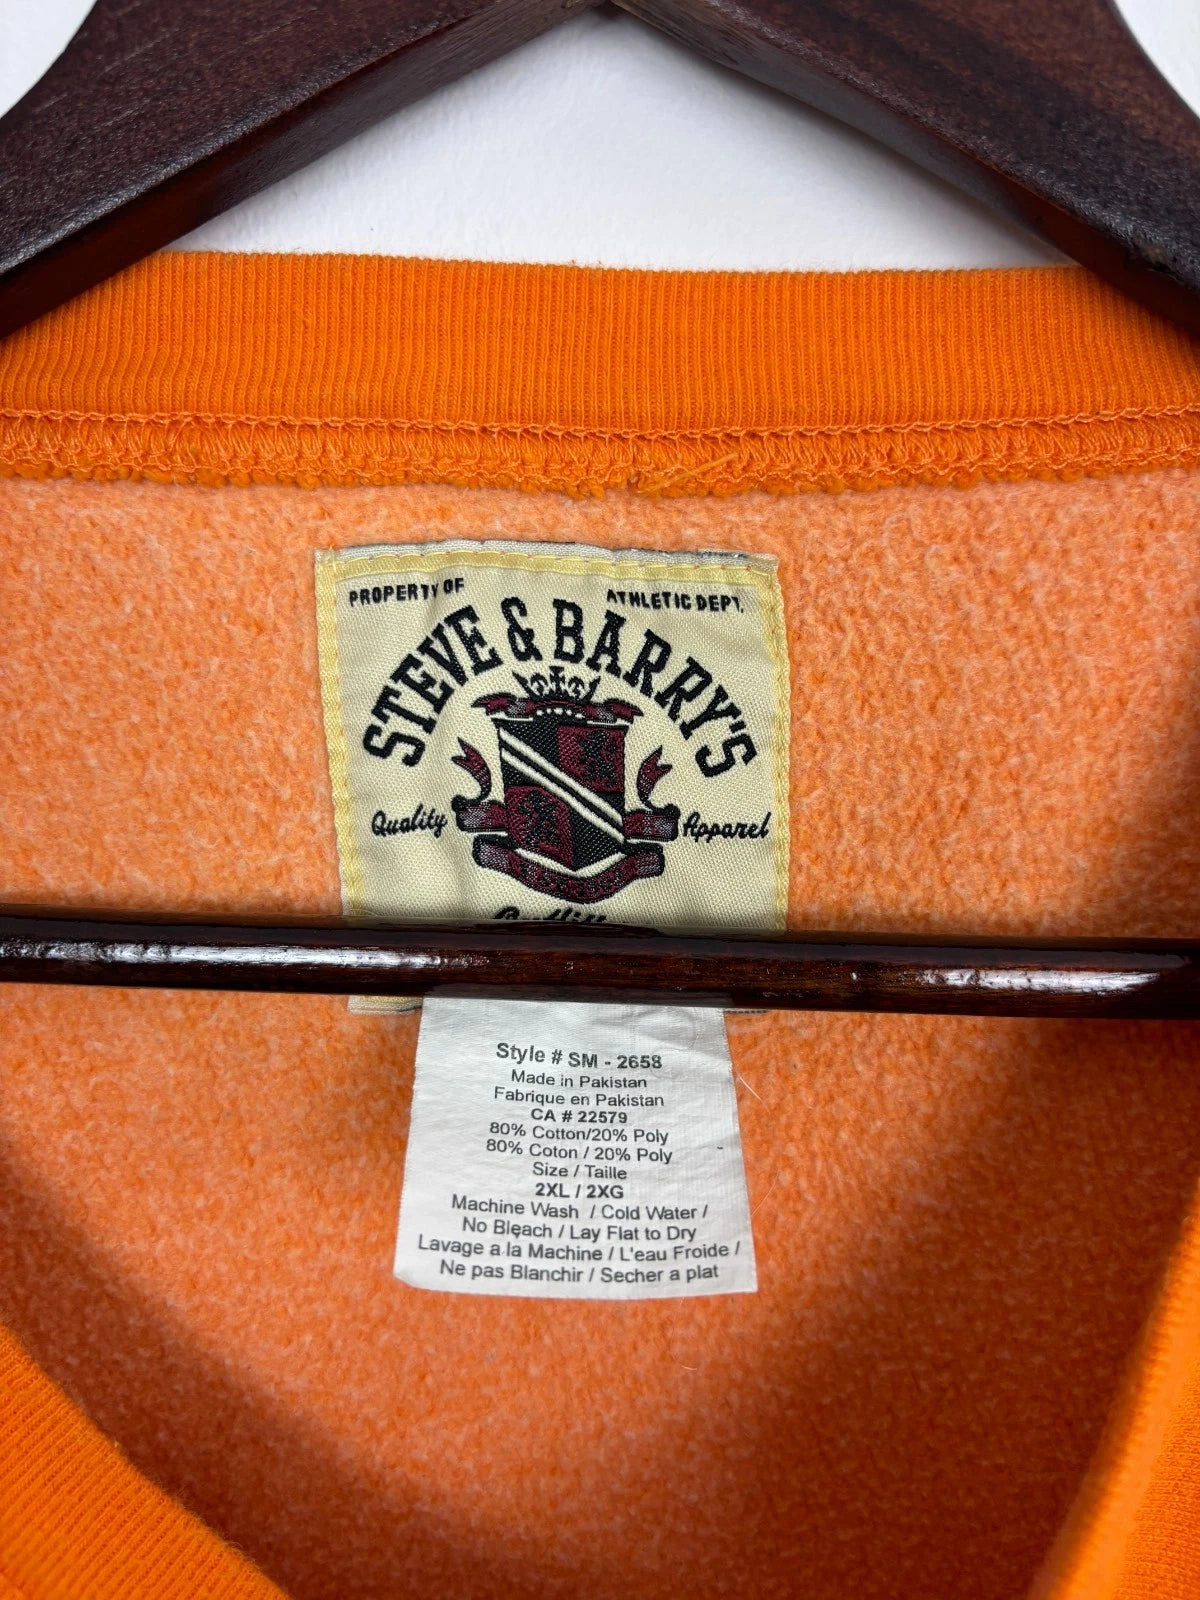 PROPERTY OF ATHLETIC DEPT.
STEVE & BARRY'S
Quality Apparel
Style # SM - 2658
Made in Pakistan
Fabrique en Pakistan
CA # 22579
80% Cotton/20% Poly
80% Coton / 20% Poly
Size / Taille
2XL / 2XG
Machine Wash / Cold Water /
No Bleach / Lay Flat to Dry
Lavage a la Machine / L'eau Froide /
Ne pas Blanchir / Secher a plat